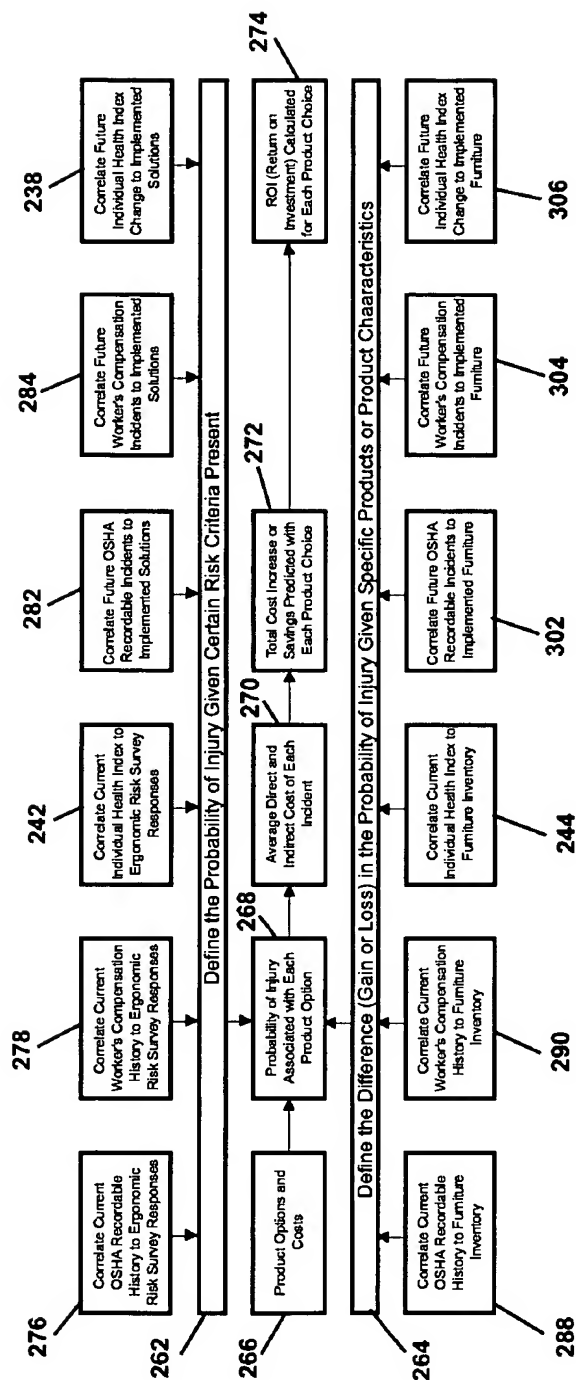 276
278
242
282
284
238
Correlate Current
OSHA Recordable
History to Ergonomic
Risk Survey Responses
Correlate Current
Worker's Compensation
History to Ergonomic
Risk Survey Responses
Correlate Current
Individual Health Index to
Ergonomic Risk Survey
Responses
Correlate Future OSHA
Recordable Incidents to
Implemented Solutions
Correlate Future
Worker's Compensation
Incidents to Implemented
Solutions
Correlate Future
Individual Health Index
Change to Implemented
Solutions
262
Define the Probability of Injury Given Certain Risk Criteria Present
266
268
270
272
274
Product Options and
Costs
Probability of Injury
Associated with Each
Product Option
Average Direct and
Indirect Cost of Each
Incident
Total Cost Increase or
Savings Predicted with
Each Product Choice
ROI (Return on
Investment) Calculated
for Each Product Choice
264
Define the Difference (Gain or Loss) in the Probability of Injury Given Specific Products or Product Chaaracteristics
Correlate Current
OSHA Recordable
History to Furniture
Inventory
Correlate Current
Worker's Compensation
History to Furniture
Inventory
Correlate Current
Individual Health Index to
Furniture Inventory
Correlate Future OSHA
Recordable Incidents to
Implemented Furniture
Correlate Future
Worker's Compensation
Incidents to Implemented
Furniture
Correlate Future
Individual Health Index
Change to Implemented
Furniture
288
290
244
302
304
306